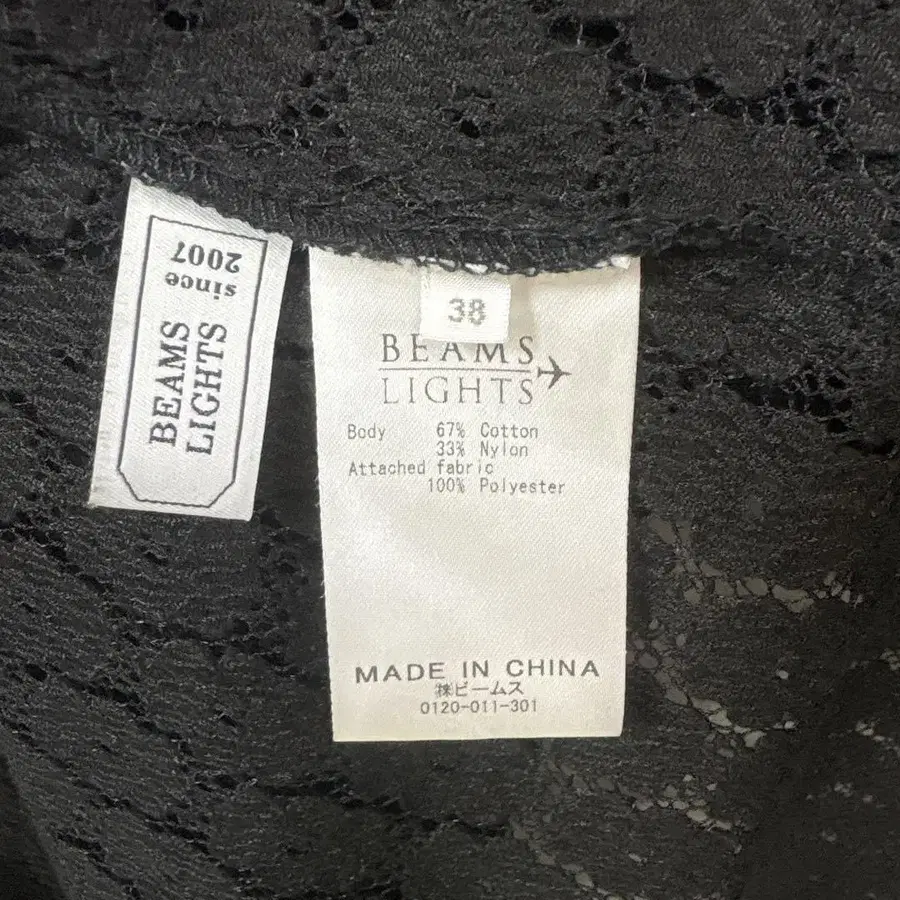 since 2007
BEAMS
LIGHTS
38
BEAMS
LIGHTS
Body 67% Cotton
33% Nylon
Attached fabric
100% Polyester
MADE IN CHINA
㈱ビームス
0120-011-301